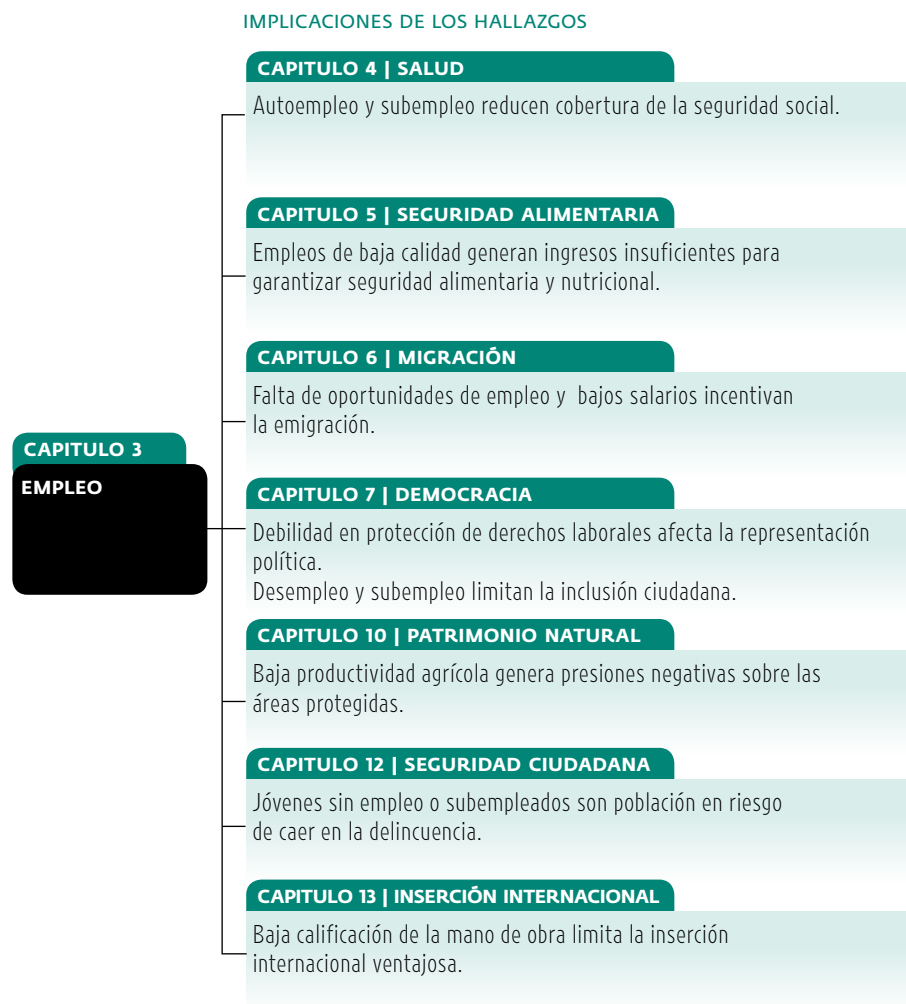 IMPLICACIONES DE LOS HALLAZGOS
CAPITULO 4 | SALUD
Autoempleo y subempleo reducen cobertura de la seguridad social.
CAPITULO 5 | SEGURIDAD ALIMENTARIA
Empleos de baja calidad generan ingresos insuficientes para
garantizar seguridad alimentaria y nutricional.
CAPITULO 6 | MIGRACIÓN
Falta de oportunidades de empleo y bajos salarios incentivan
la emigración.
CAPITULO 3
EMPLEO
CAPITULO 7 | DEMOCRACIA
Debilidad en protección de derechos laborales afecta la representación
política.
Desempleo y subempleo limitan la inclusión ciudadana.
CAPITULO 10 | PATRIMONIO NATURAL
Baja productividad agrícola genera presiones negativas sobre las
áreas protegidas.
CAPITULO 12 | SEGURIDAD CIUDADANA
Jóvenes sin empleo o subempleados son población en riesgo
de caer en la delincuencia.
CAPITULO 13 | INSERCIÓN INTERNACIONAL
Baja calificación de la mano de obra limita la inserción
internacional ventajosa.